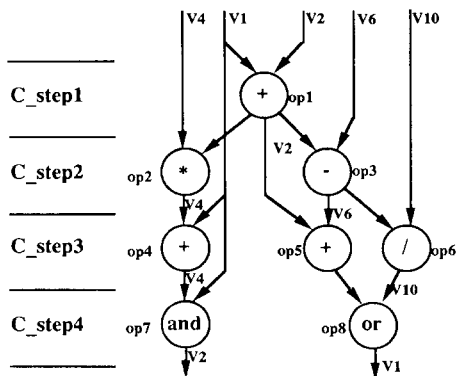 V4 V1 V2 V6 V10
C_step1 + op1
V2
C_step2 op2 * - op3
V4 V6
C_step3 op4 + op5 + / op6
V4 V10
C_step4 op7 and op8 or
V2 V1